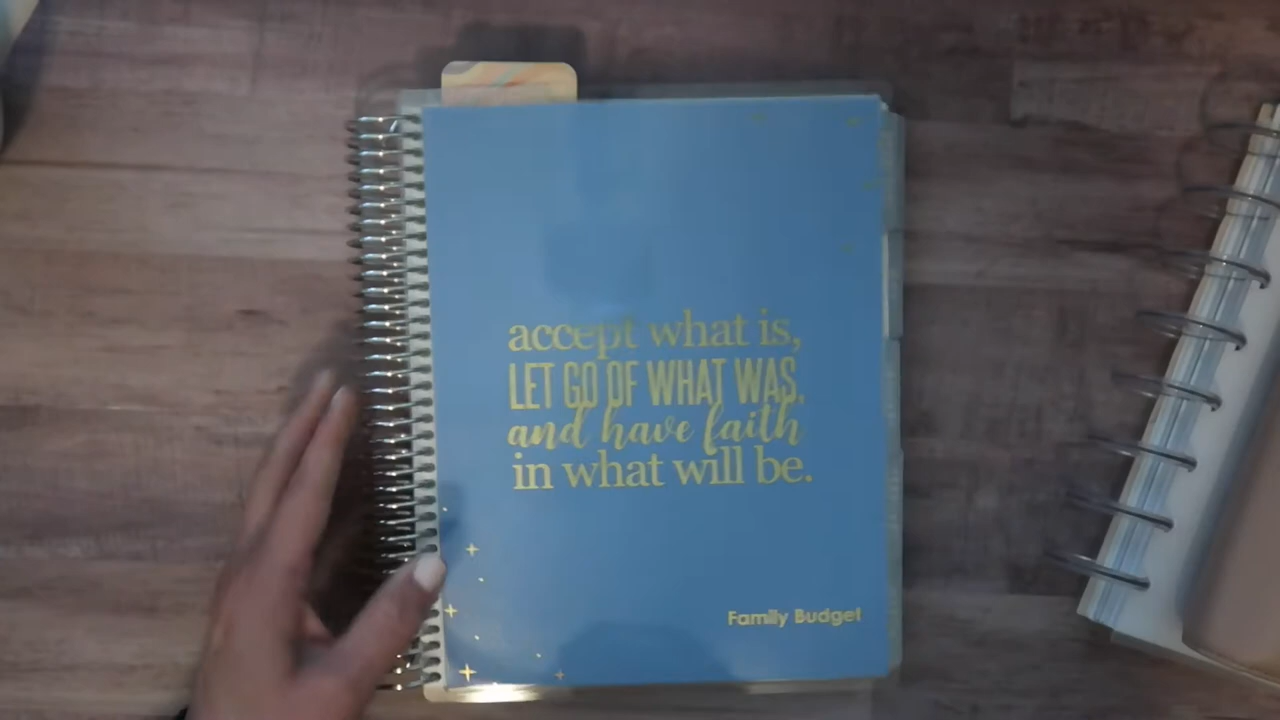 accept what is,
LET GO OF WHAT WAS,
and have faith
in what will be.
Family Budget